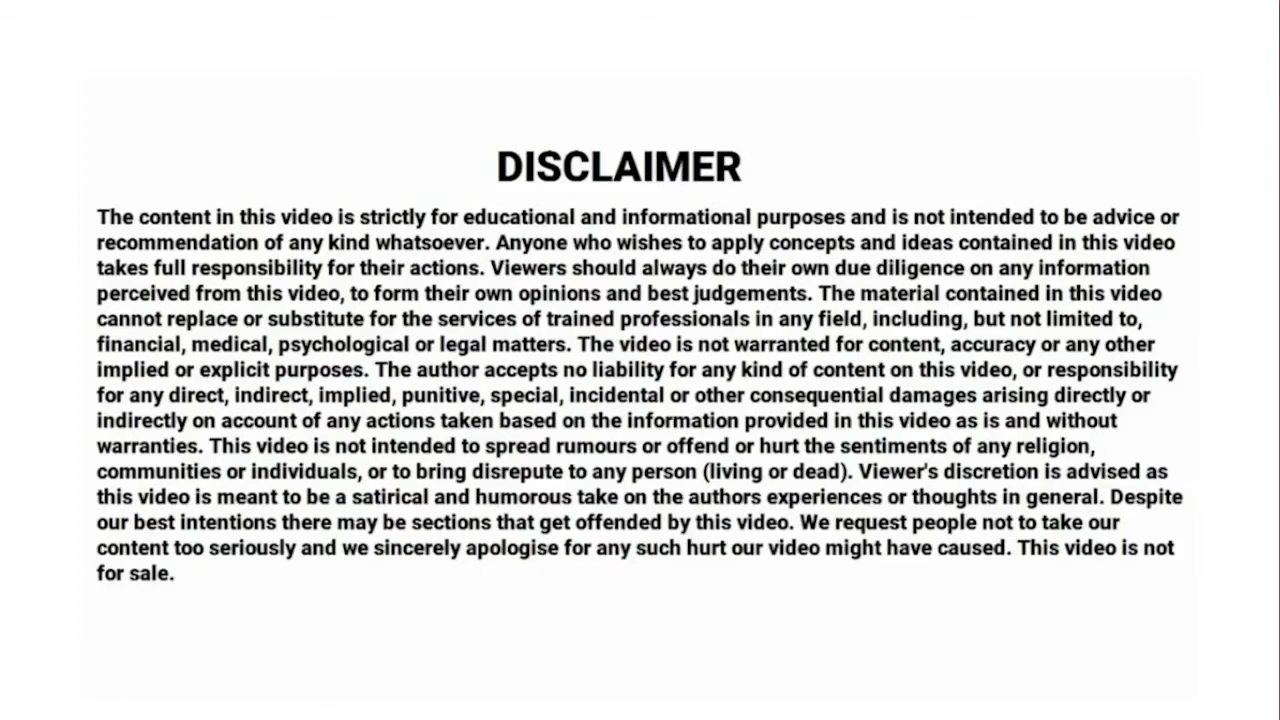 DISCLAIMER
The content in this video is strictly for educational and informational purposes and is not intended to be advice or
recommendation of any kind whatsoever. Anyone who wishes to apply concepts and ideas contained in this video
takes full responsibility for their actions. Viewers should always do their own due diligence on any information
perceived from this video, to form their own opinions and best judgements. The material contained in this video
cannot replace or substitute for the services of trained professionals in any field, including, but not limited to,
financial, medical, psychological or legal matters. The video is not warranted for content, accuracy or any other
implied or explicit purposes. The author accepts no liability for any kind of content on this video, or responsibility
for any direct, indirect, implied, punitive, special, incidental or other consequential damages arising directly or
indirectly on account of any actions taken based on the information provided in this video as is and without
warranties. This video is not intended to spread rumours or offend or hurt the sentiments of any religion,
communities or individuals, or to bring disrepute to any person (living or dead). Viewer's discretion is advised as
this video is meant to be a satirical and humorous take on the authors experiences or thoughts in general. Despite
our best intentions there may be sections that get offended by this video. We request people not to take our
content too seriously and we sincerely apologise for any such hurt our video might have caused. This video is not
for sale.